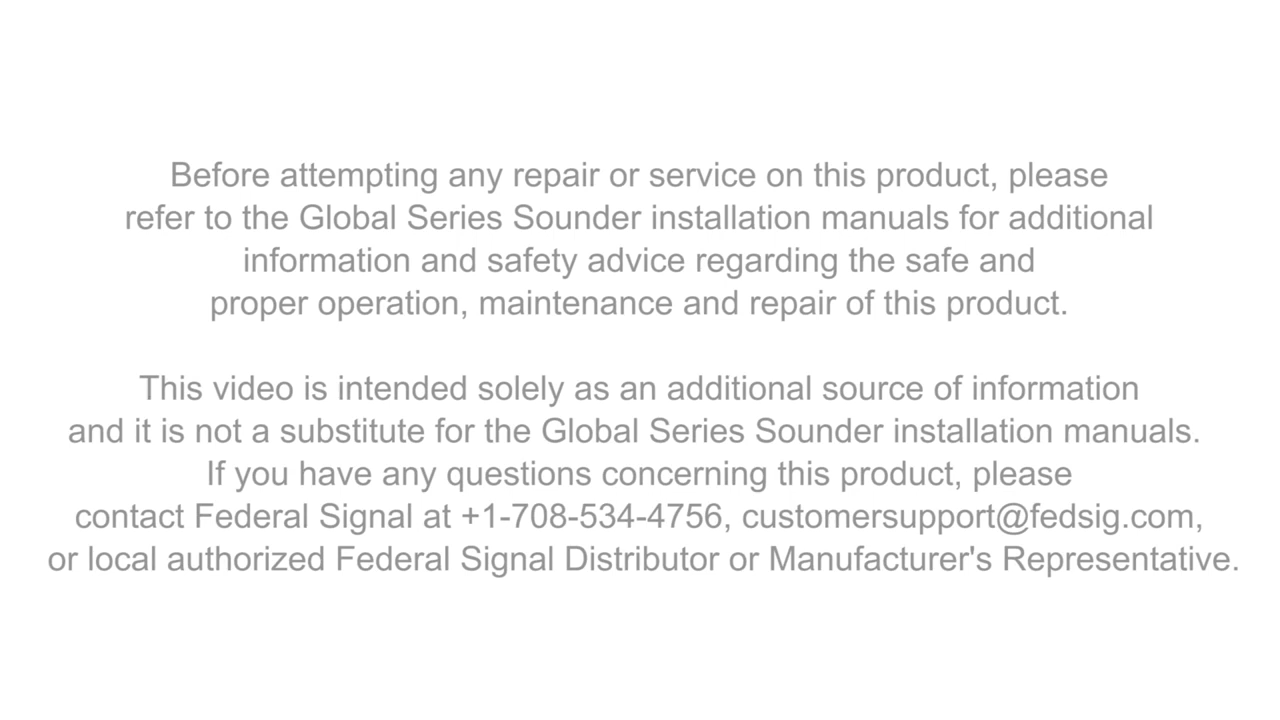 Before attempting any repair or service on this product, please
refer to the Global Series Sounder installation manuals for additional
information and safety advice regarding the safe and
proper operation, maintenance and repair of this product.
This video is intended solely as an additional source of information
and it is not a substitute for the Global Series Sounder installation manuals.
If you have any questions concerning this product, please
contact Federal Signal at +1-708-534-4756, customersupport@fedsig.com,
or local authorized Federal Signal Distributor or Manufacturer's Representative.